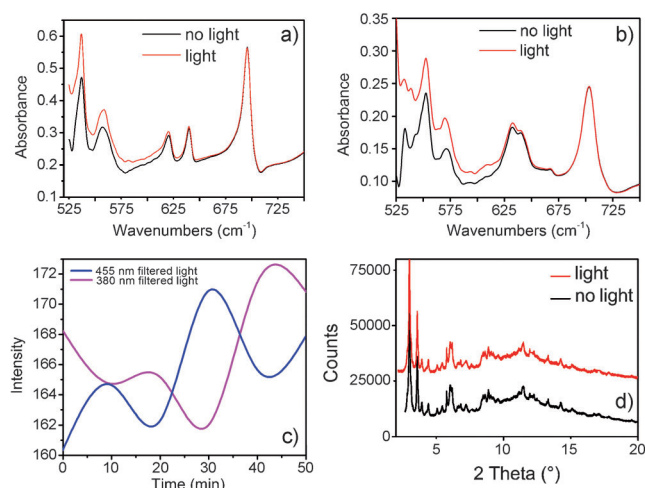 no light
light
a)
Absorbance
0.6
0.5
0.4
0.3
0.2
0.1
525 575 625 675 725
Wavenumbers (cm⁻¹)
no light
light
b)
Absorbance
0.35
0.30
0.25
0.20
0.15
0.10
525 575 625 675 725
Wavenumbers (cm⁻¹)
455 nm filtered light
380 nm filtered light
c)
Intensity
172
170
168
166
164
162
160
0 10 20 30 40 50
Time (min)
light
no light
d)
Counts
75000
50000
25000
0
5 10 15 20
2 Theta (°)